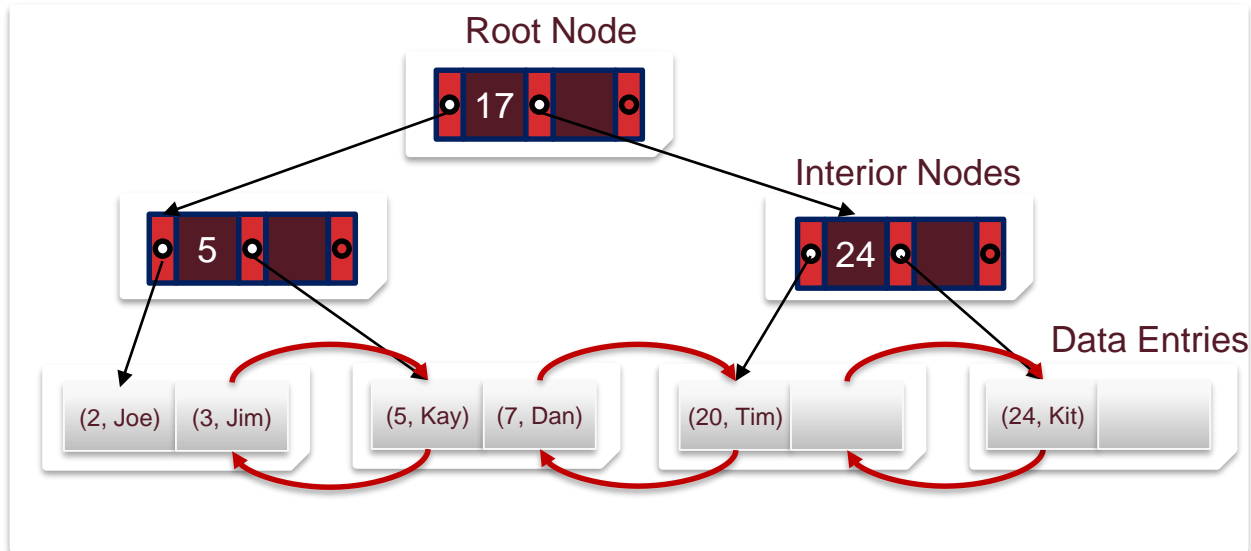 Root Node
17
Interior Nodes
5
24
Data Entries
(2, Joe) (3, Jim) (5, Kay) (7, Dan) (20, Tim) (24, Kit)